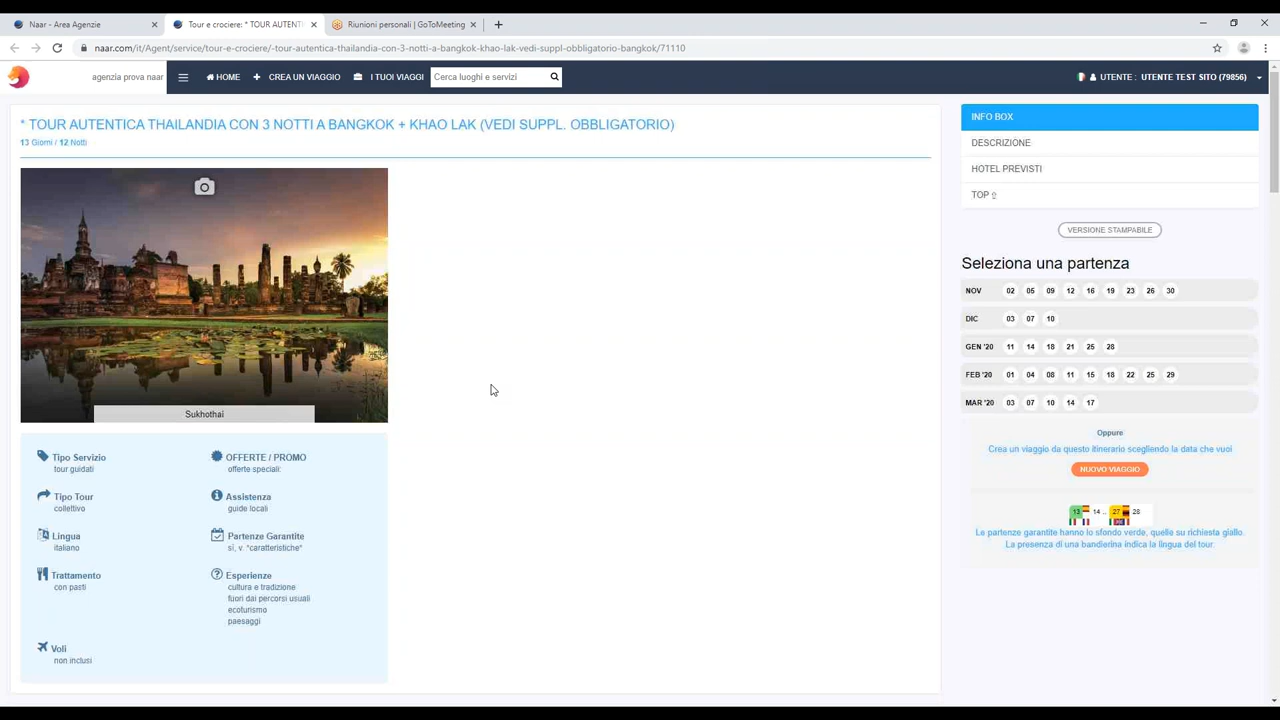 Naar - Area Agenzie
Tour e crociere: * TOUR AUTENTI
Riunioni personali | GoToMeeting
naar.com/it/Agent/service/tour-e-crociere/-tour-autentica-thailandia-con-3-notti-a-bangkok-khao-lak-vedi-suppl-obbligatorio-bangkok/71110
agenzia prova naar
HOME
CREA UN VIAGGIO
I TUOI VIAGGI
Cerca luoghi e servizi
UTENTE : UTENTE TEST SITO (79856)
* TOUR AUTENTICA THAILANDIA CON 3 NOTTI A BANGKOK + KHAO LAK (VEDI SUPPL. OBBLIGATORIO)
13 Giorni / 12 Notti
Sukhothai
Tipo Servizio
tour guidati
OFFERTE / PROMO
offerte speciali:
Tipo Tour
collettivo
Assistenza
guide locali
Lingua
italiano
Partenze Garantite
sì, v. "caratteristiche"
Trattamento
con pasti
Esperienze
cultura e tradizione
fuori dai percorsi usuali
ecoturismo
paesaggi
Voli
non inclusi
INFO BOX
DESCRIZIONE
HOTEL PREVISTI
TOP ⇧
VERSIONE STAMPABILE
Seleziona una partenza
NOV 02 05 09 12 16 19 23 26 30
DIC 03 07 10
GEN '20 11 14 18 21 25 28
FEB '20 01 04 08 11 15 18 22 25 29
MAR '20 03 07 10 14 17
Oppure
Crea un viaggio da questo itinerario scegliendo la data che vuoi
NUOVO VIAGGIO
13 14 .. 27 28
Le partenze garantite hanno lo sfondo verde, quelle su richiesta giallo.
La presenza di una bandierina indica la lingua del tour.